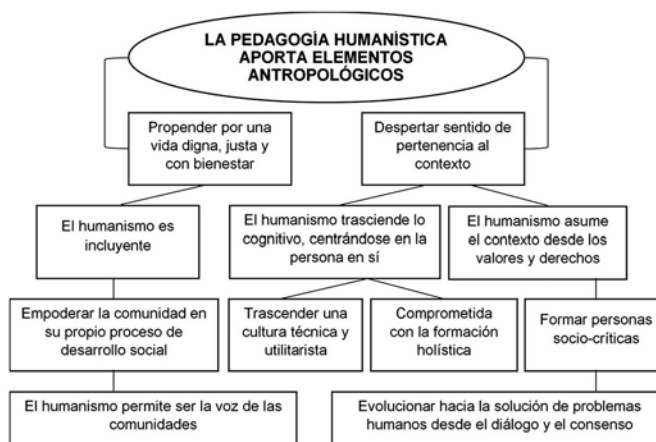 LA PEDAGOGÍA HUMANÍSTICA
APORTA ELEMENTOS
ANTROPOLÓGICOS
Propender por una
vida digna, justa y
con bienestar
Despertar sentido de
pertenencia al
contexto
El humanismo es
incluyente
El humanismo trasciende lo
cognitivo, centrándose en la
persona en sí
El humanismo asume
el contexto desde los
valores y derechos
Empoderar la comunidad en
su propio proceso de
desarrollo social
Trascender una
cultura técnica y
utilitarista
Comprometida
con la formación
holística
Formar personas
socio-críticas
El humanismo permite ser la voz de las
comunidades
Evolucionar hacia la solución de problemas
humanos desde el diálogo y el consenso